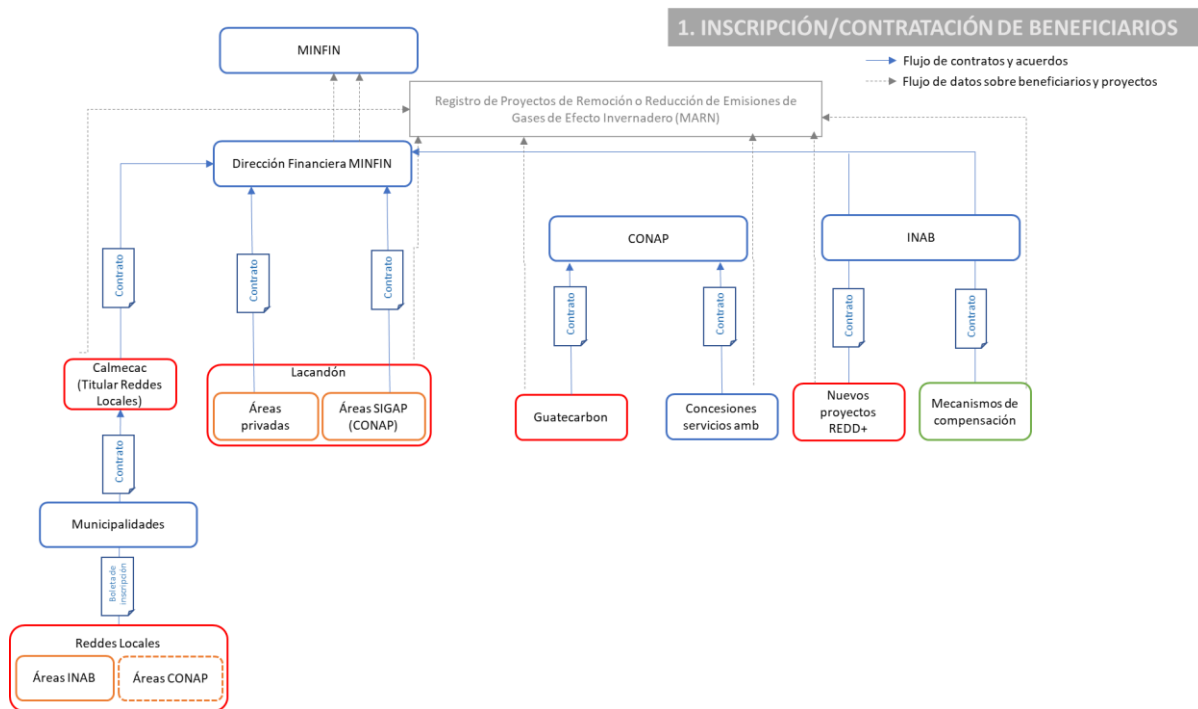 1. INSCRIPCIÓN/CONTRATACIÓN DE BENEFICIARIOS
MINFIN
Flujo de contratos y acuerdos
Flujo de datos sobre beneficiarios y proyectos
Registro de Proyectos de Remoción o Reducción de Emisiones de
Gases de Efecto Invernadero (MARN)
Dirección Financiera MINFIN
CONAP
INAB
Contrato
Contrato
Contrato
Contrato
Contrato
Contrato
Contrato
Calmecac
(Titular Reddes
Locales)
Lacandón
Áreas
privadas
Áreas SIGAP
(CONAP)
Guatecarbon
Concesiones
servicios amb
Nuevos
proyectos
REDD+
Mecanismos de
compensación
Contrato
Municipalidades
Boleta de
inscripción
Reddes Locales
Áreas INAB
Áreas CONAP